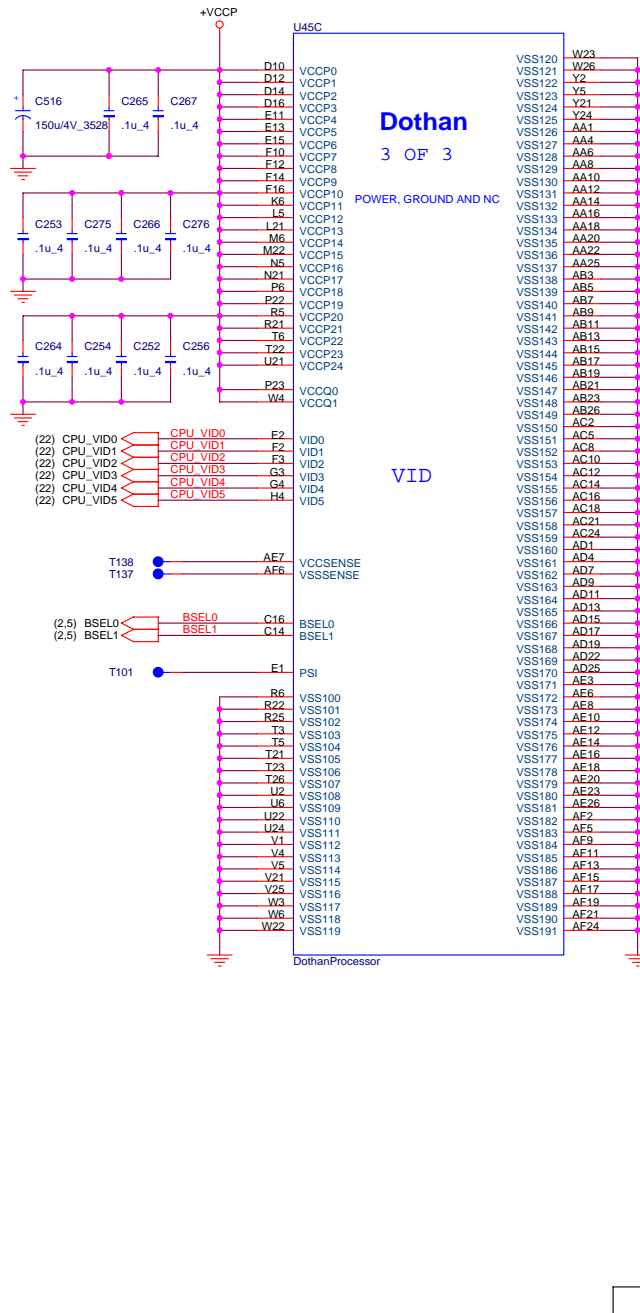 +VCCP
U45C
Dothan
3 OF 3
POWER, GROUND AND NC
VID
C516
150u/4V_3528
C265
.1u_4
C267
.1u_4
C253
.1u_4
C275
.1u_4
C266
.1u_4
C276
.1u_4
C264
.1u_4
C254
.1u_4
C252
.1u_4
C256
.1u_4
D10 VCCP0
D12 VCCP1
D14 VCCP2
D16 VCCP3
E11 VCCP4
E13 VCCP5
E15 VCCP6
F10 VCCP7
F12 VCCP8
F14 VCCP9
F16 VCCP10
K6 VCCP11
L5 VCCP12
L21 VCCP13
M6 VCCP14
M22 VCCP15
N5 VCCP16
N21 VCCP17
P6 VCCP18
P22 VCCP19
R5 VCCP20
R21 VCCP21
T6 VCCP22
T22 VCCP23
U21 VCCP24
P23 VCCQ0
W4 VCCQ1
(22) CPU_VID0 CPU_VID0 E2 VID0
(22) CPU_VID1 CPU_VID1 F2 VID1
(22) CPU_VID2 CPU_VID2 F3 VID2
(22) CPU_VID3 CPU_VID3 G3 VID3
(22) CPU_VID4 CPU_VID4 G4 VID4
(22) CPU_VID5 CPU_VID5 H4 VID5
T138 AE7 VCCSENSE
T137 AF6 VSSSENSE
(2,5) BSEL0 BSEL0 C16 BSEL0
(2,5) BSEL1 BSEL1 C14 BSEL1
T101 E1 PSI
R6 VSS100
R22 VSS101
R25 VSS102
T3 VSS103
T5 VSS104
T21 VSS105
T23 VSS106
T26 VSS107
U2 VSS108
U6 VSS109
U22 VSS110
U24 VSS111
V1 VSS112
V4 VSS113
V5 VSS114
V21 VSS115
V25 VSS116
W3 VSS117
W6 VSS118
W22 VSS119
VSS120 W23
VSS121 W26
VSS122 Y2
VSS123 Y5
VSS124 Y21
VSS125 Y24
VSS126 AA1
VSS127 AA4
VSS128 AA6
VSS129 AA8
VSS130 AA10
VSS131 AA12
VSS132 AA14
VSS133 AA16
VSS134 AA18
VSS135 AA20
VSS136 AA22
VSS137 AA25
VSS138 AB3
VSS139 AB5
VSS140 AB7
VSS141 AB9
VSS142 AB11
VSS143 AB13
VSS144 AB15
VSS145 AB17
VSS146 AB19
VSS147 AB21
VSS148 AB23
VSS149 AB26
VSS150 AC2
VSS151 AC5
VSS152 AC8
VSS153 AC10
VSS154 AC12
VSS155 AC14
VSS156 AC16
VSS157 AC18
VSS158 AC21
VSS159 AC24
VSS160 AD1
VSS161 AD4
VSS162 AD7
VSS163 AD9
VSS164 AD11
VSS165 AD13
VSS166 AD15
VSS167 AD17
VSS168 AD19
VSS169 AD22
VSS170 AD25
VSS171 AE3
VSS172 AE6
VSS173 AE8
VSS174 AE10
VSS175 AE12
VSS176 AE14
VSS177 AE16
VSS178 AE18
VSS179 AE20
VSS180 AE23
VSS181 AE26
VSS182 AF2
VSS183 AF5
VSS184 AF9
VSS185 AF11
VSS186 AF13
VSS187 AF15
VSS188 AF17
VSS189 AF19
VSS190 AF21
VSS191 AF24
DothanProcessor